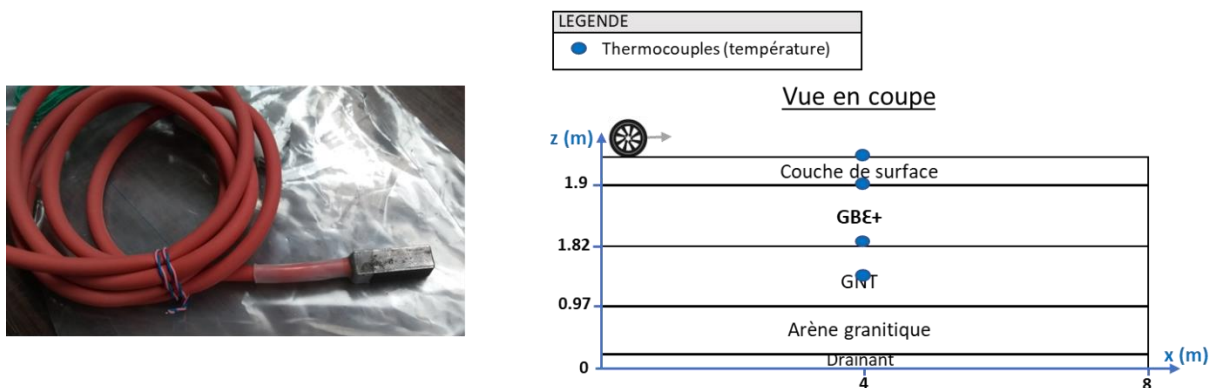 LEGENDE
Thermocouples (température)
Vue en coupe
z (m)
Couche de surface
1.9
GBƐ+
1.82
GNT
0.97
Arène granitique
Drainant
0
x (m)
4
8